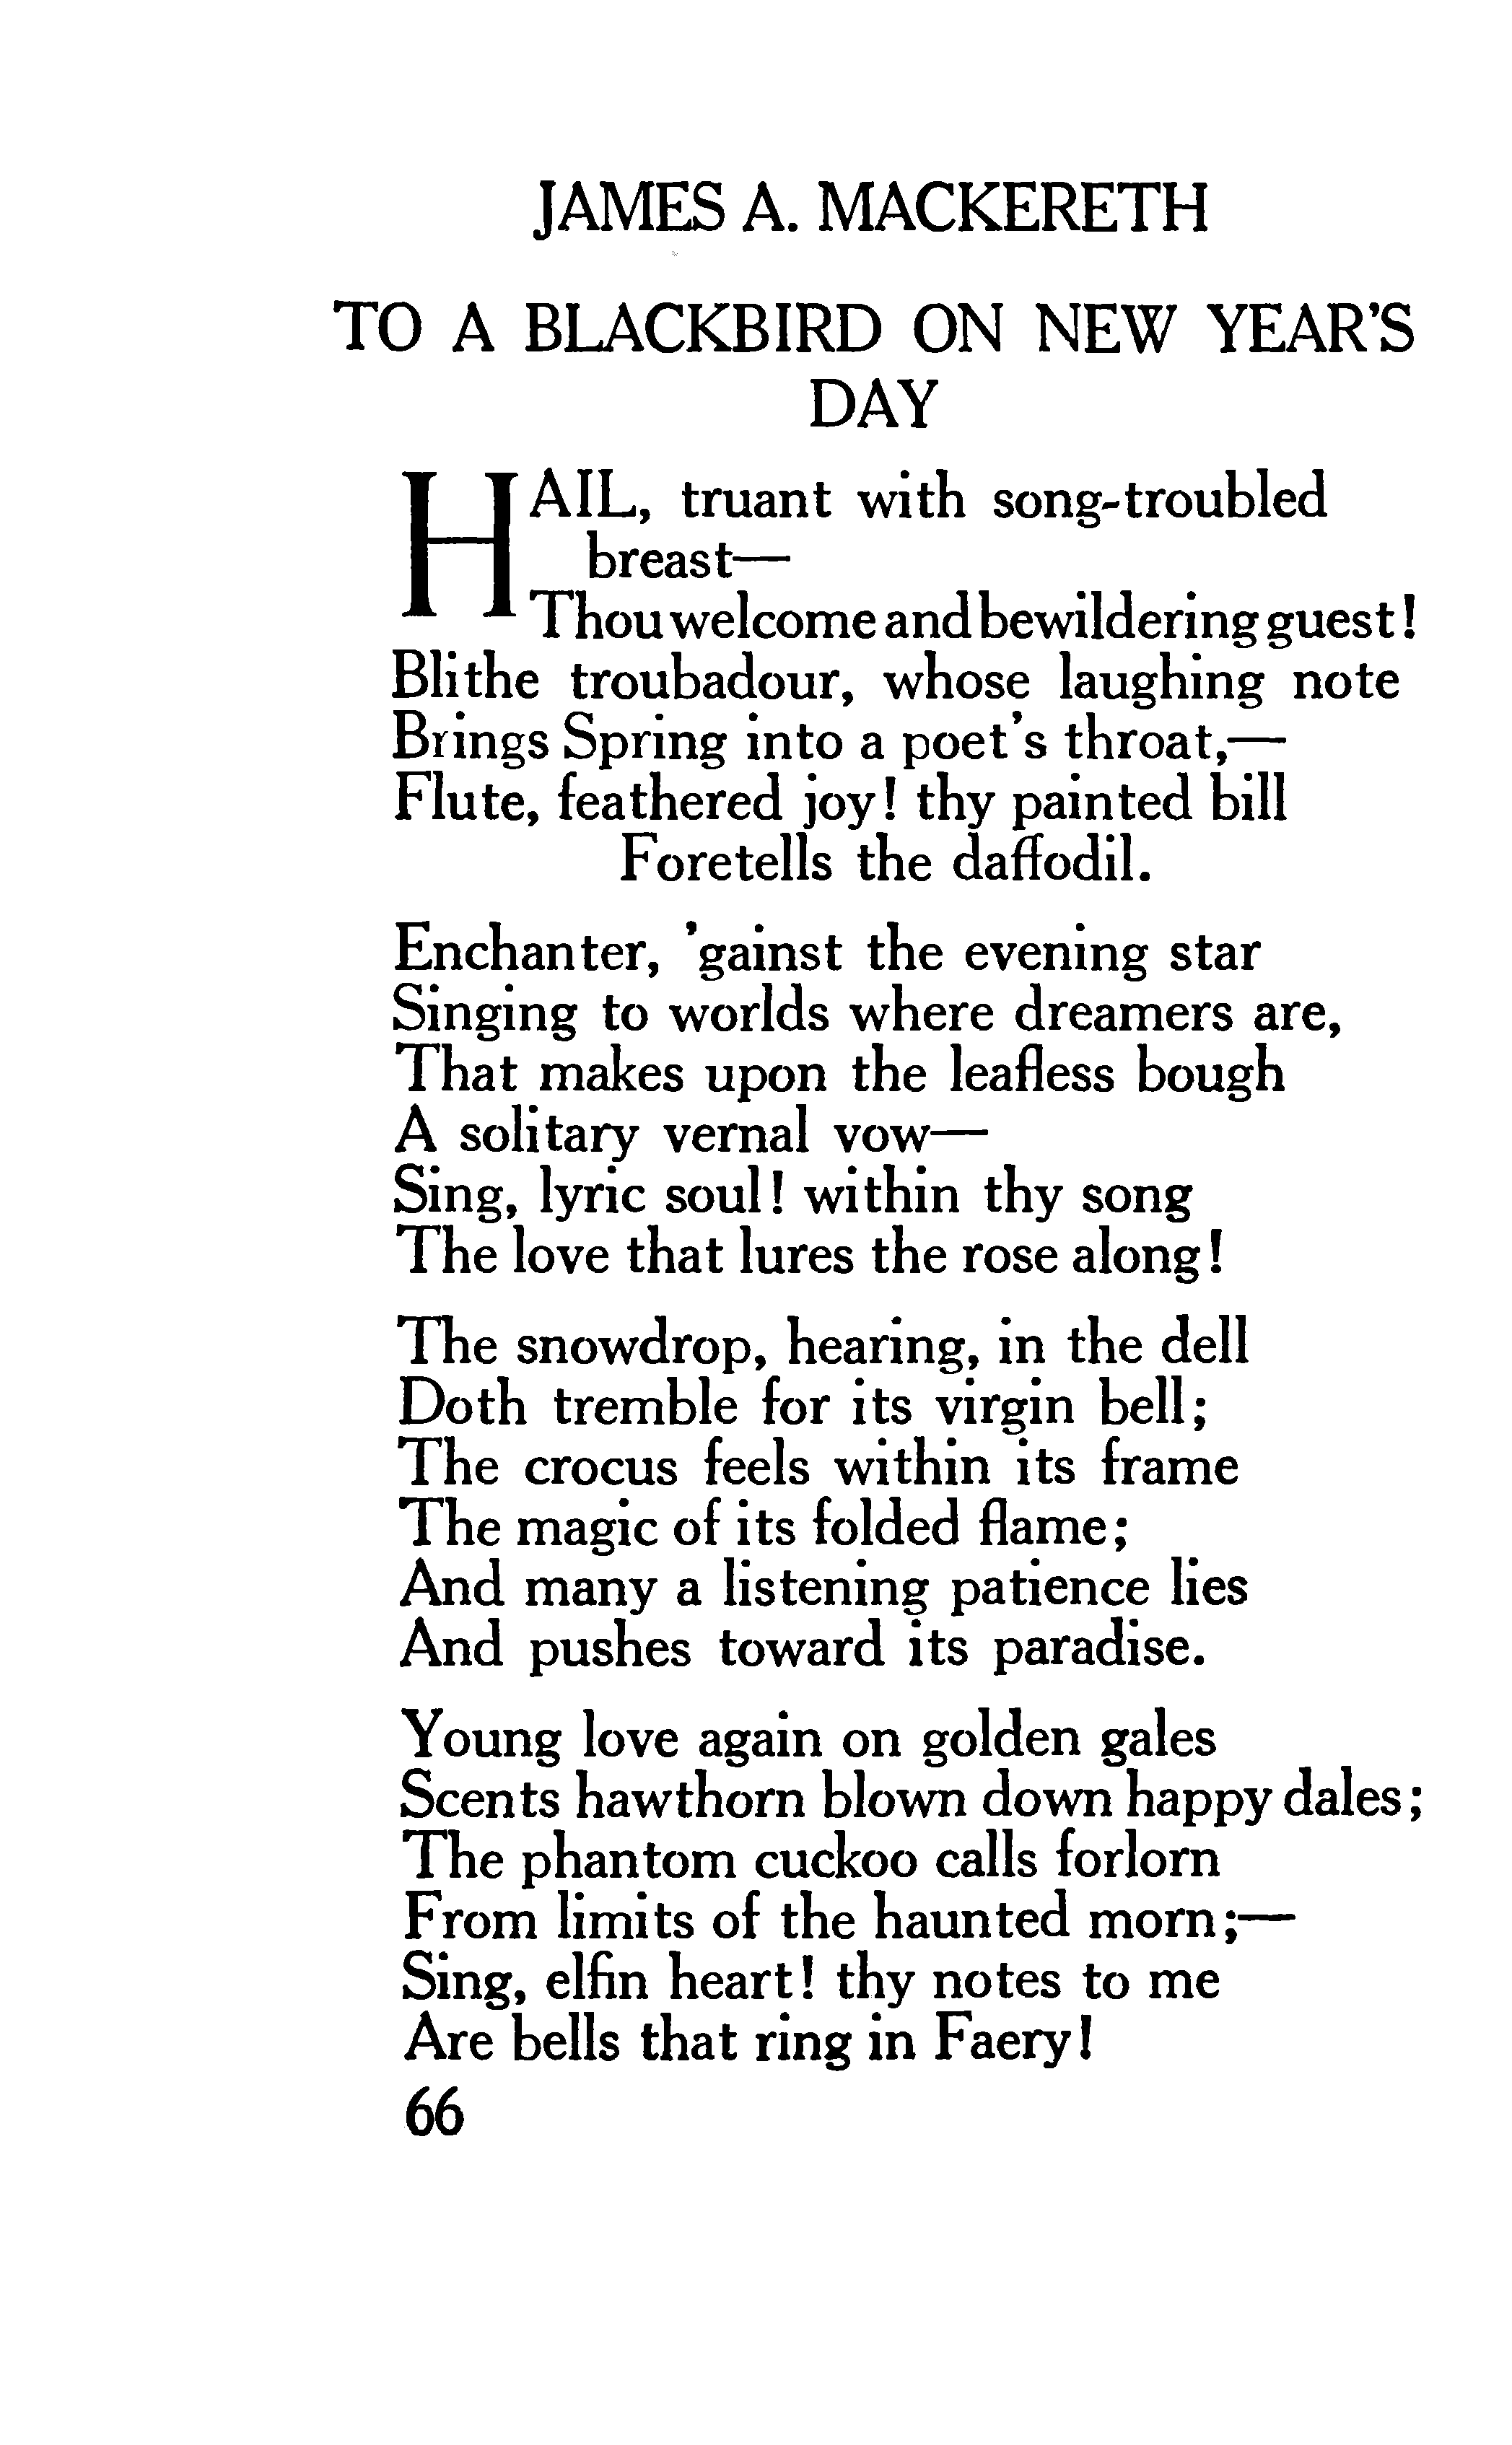 JAMES A. MACKERETH
TO A BLACKBIRD ON NEW YEAR'S
DAY
HAIL, truant with song-troubled
breast—
Thou welcome and bewildering guest!
Blithe troubadour, whose laughing note
Brings Spring into a poet's throat,—
Flute, feathered joy! thy painted bill
Foretells the daffodil.
Enchanter, 'gainst the evening star
Singing to worlds where dreamers are,
That makes upon the leafless bough
A solitary vernal vow—
Sing, lyric soul! within thy song
The love that lures the rose along!
The snowdrop, hearing, in the dell
Doth tremble for its virgin bell;
The crocus feels within its frame
The magic of its folded flame;
And many a listening patience lies
And pushes toward its paradise.
Young love again on golden gales
Scents hawthorn blown down happy dales;
The phantom cuckoo calls forlorn
From limits of the haunted morn;—
Sing, elfin heart! thy notes to me
Are bells that ring in Faery!
66